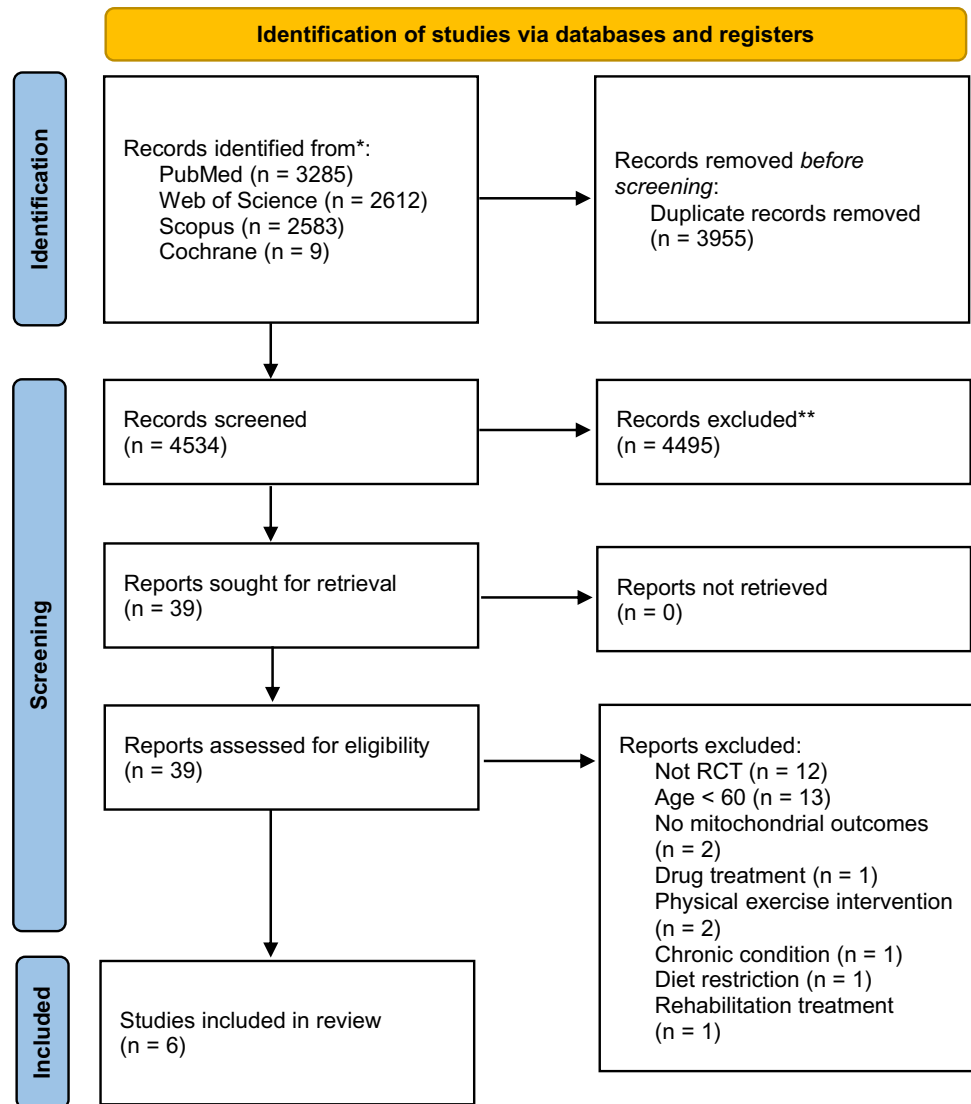 Identification of studies via databases and registers
Identification
Records identified from*:
PubMed (n = 3285)
Web of Science (n = 2612)
Scopus (n = 2583)
Cochrane (n = 9)
Records removed before
screening:
Duplicate records removed
(n = 3955)
Screening
Records screened
(n = 4534)
Records excluded**
(n = 4495)
Reports sought for retrieval
(n = 39)
Reports not retrieved
(n = 0)
Reports assessed for eligibility
(n = 39)
Reports excluded:
Not RCT (n = 12)
Age < 60 (n = 13)
No mitochondrial outcomes
(n = 2)
Drug treatment (n = 1)
Physical exercise intervention
(n = 2)
Chronic condition (n = 1)
Diet restriction (n = 1)
Rehabilitation treatment
(n = 1)
Included
Studies included in review
(n = 6)